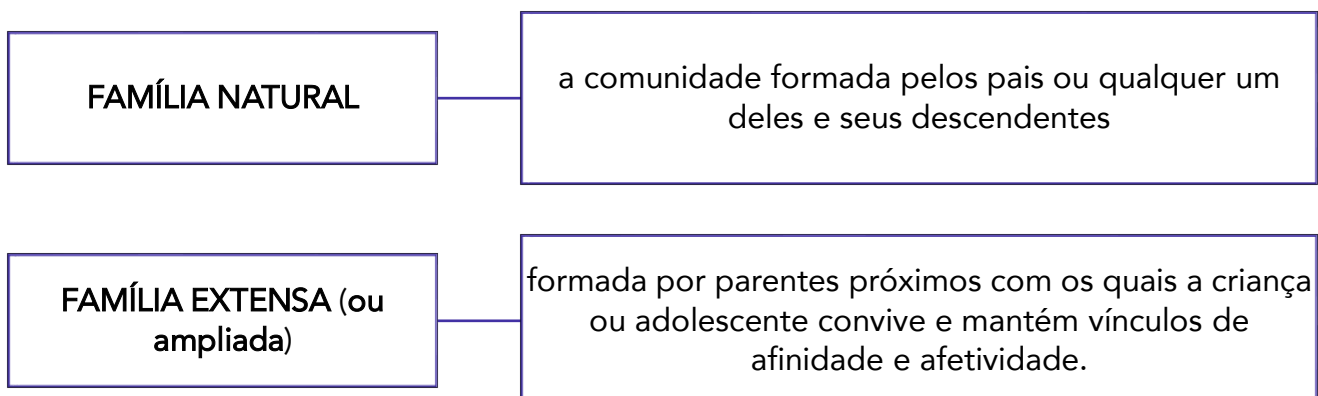 FAMÍLIA NATURAL
a comunidade formada pelos pais ou qualquer um
deles e seus descendentes
FAMÍLIA EXTENSA (ou
ampliada)
formada por parentes próximos com os quais a criança
ou adolescente convive e mantém vínculos de
afinidade e afetividade.